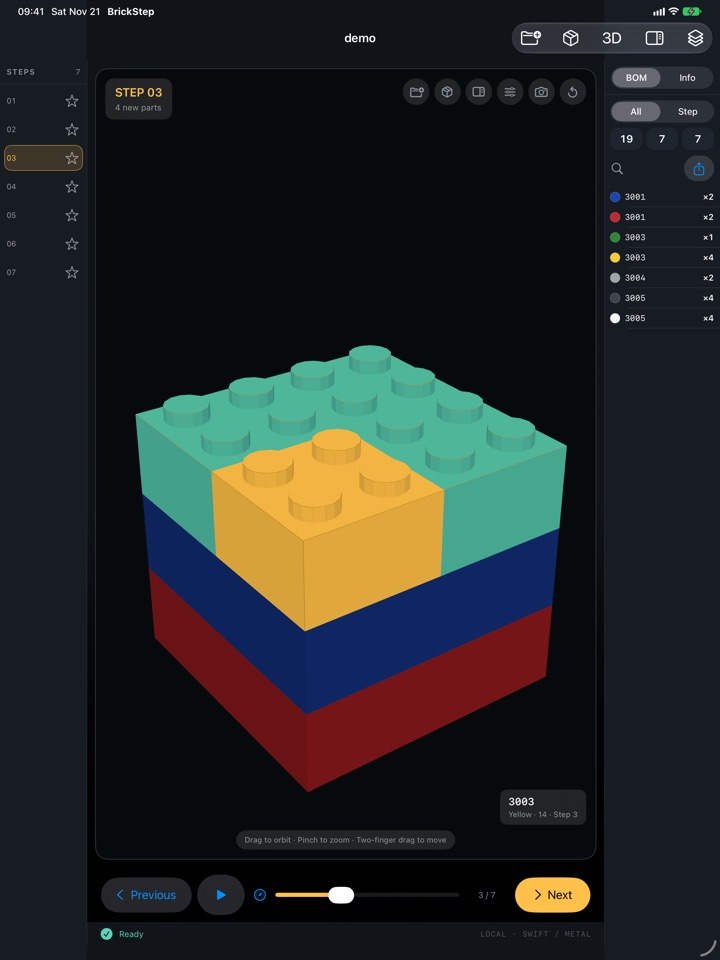 09:41 Sat Nov 21 BrickStep
demo
3D
STEPS 7
01
02
03
04
05
06
07
STEP 03
4 new parts
3003
Yellow · 14 · Step 3
Drag to orbit · Pinch to zoom · Two-finger drag to move
Previous
3 / 7
Next
Ready
LOCAL · SWIFT / METAL
BOM Info
All Step
19 7 7
3001 ×2
3001 ×2
3003 ×1
3003 ×4
3004 ×2
3005 ×4
3005 ×4